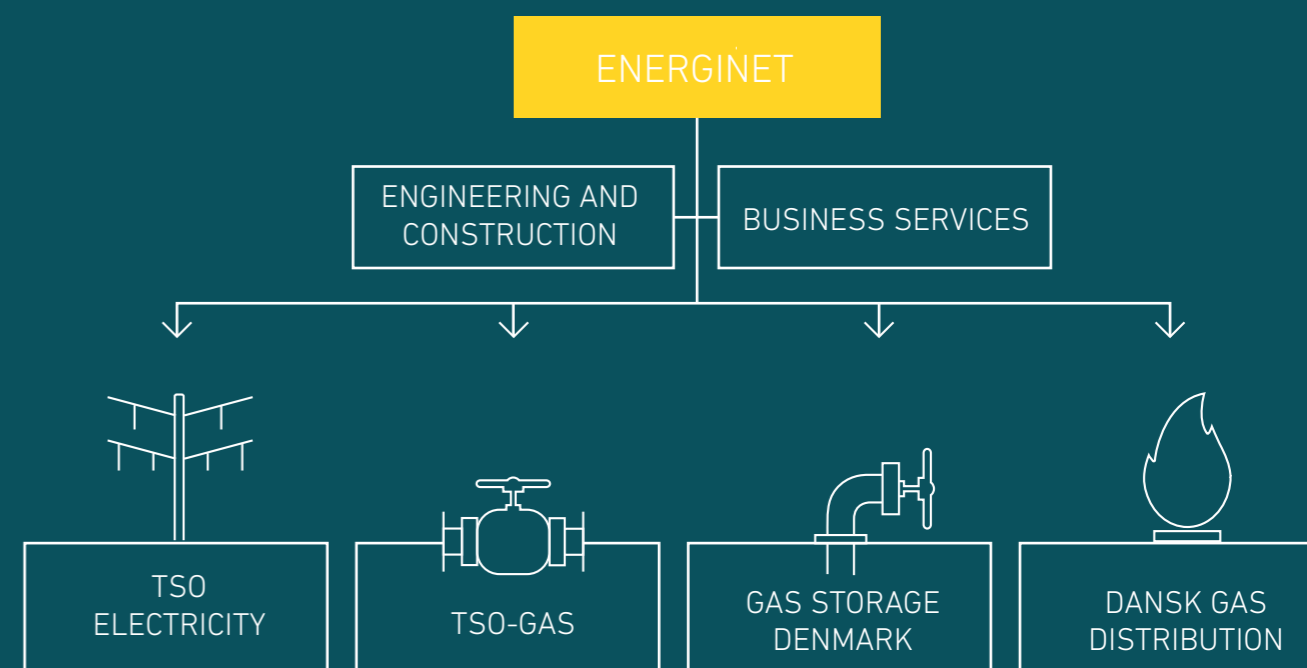 ENERGINET
ENGINEERING AND
CONSTRUCTION
BUSINESS SERVICES
TSO
ELECTRICITY
TSO-GAS
GAS STORAGE
DENMARK
DANSK GAS
DISTRIBUTION